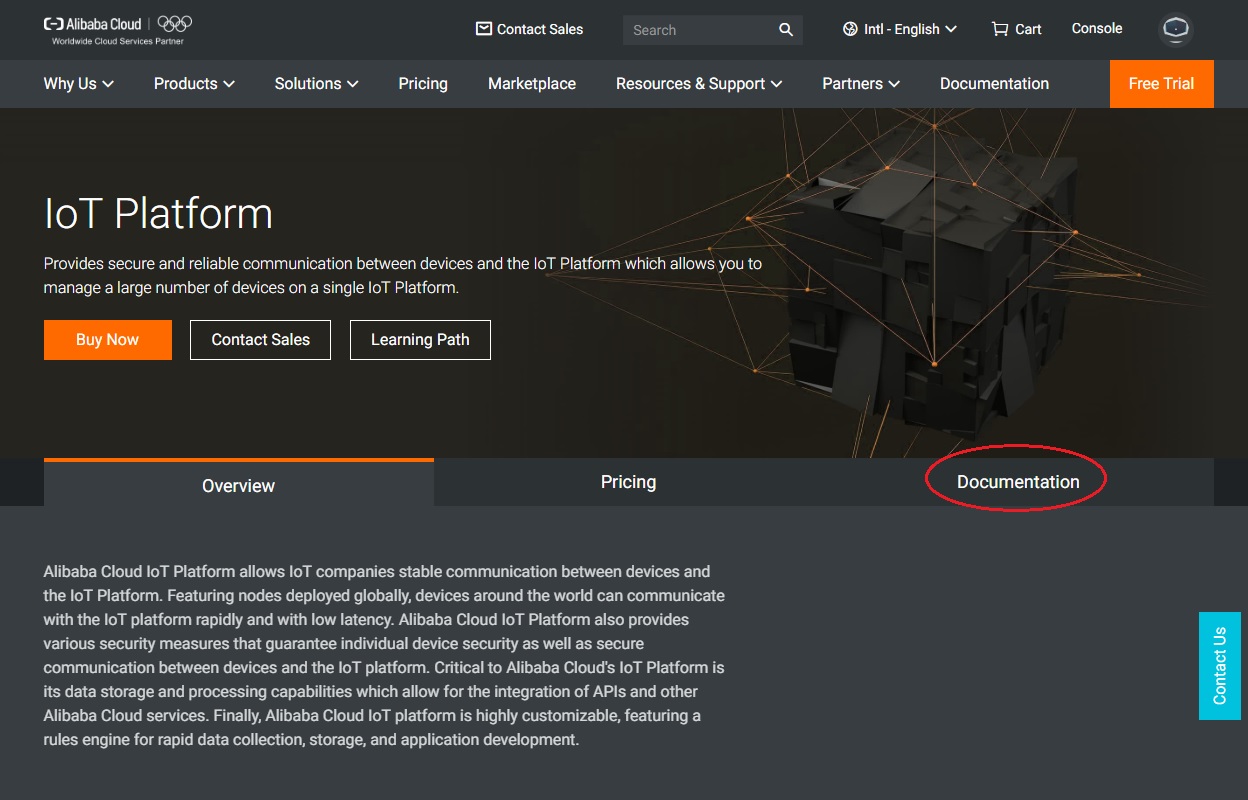 Alibaba Cloud
Worldwide Cloud Services Partner
Contact Sales
Search
Intl - English
Cart
Console
Why Us
Products
Solutions
Pricing
Marketplace
Resources & Support
Partners
Documentation
Free Trial
IoT Platform
Provides secure and reliable communication between devices and the IoT Platform which allows you to
manage a large number of devices on a single IoT Platform.
Buy Now
Contact Sales
Learning Path
Overview
Pricing
Documentation
Alibaba Cloud IoT Platform allows IoT companies stable communication between devices and
the IoT Platform. Featuring nodes deployed globally, devices around the world can communicate
with the IoT platform rapidly and with low latency. Alibaba Cloud IoT Platform also provides
various security measures that guarantee individual device security as well as secure
communication between devices and the IoT platform. Critical to Alibaba Cloud's IoT Platform is
its data storage and processing capabilities which allow for the integration of APIs and other
Alibaba Cloud services. Finally, Alibaba Cloud IoT platform is highly customizable, featuring a
rules engine for rapid data collection, storage, and application development.
Contact Us